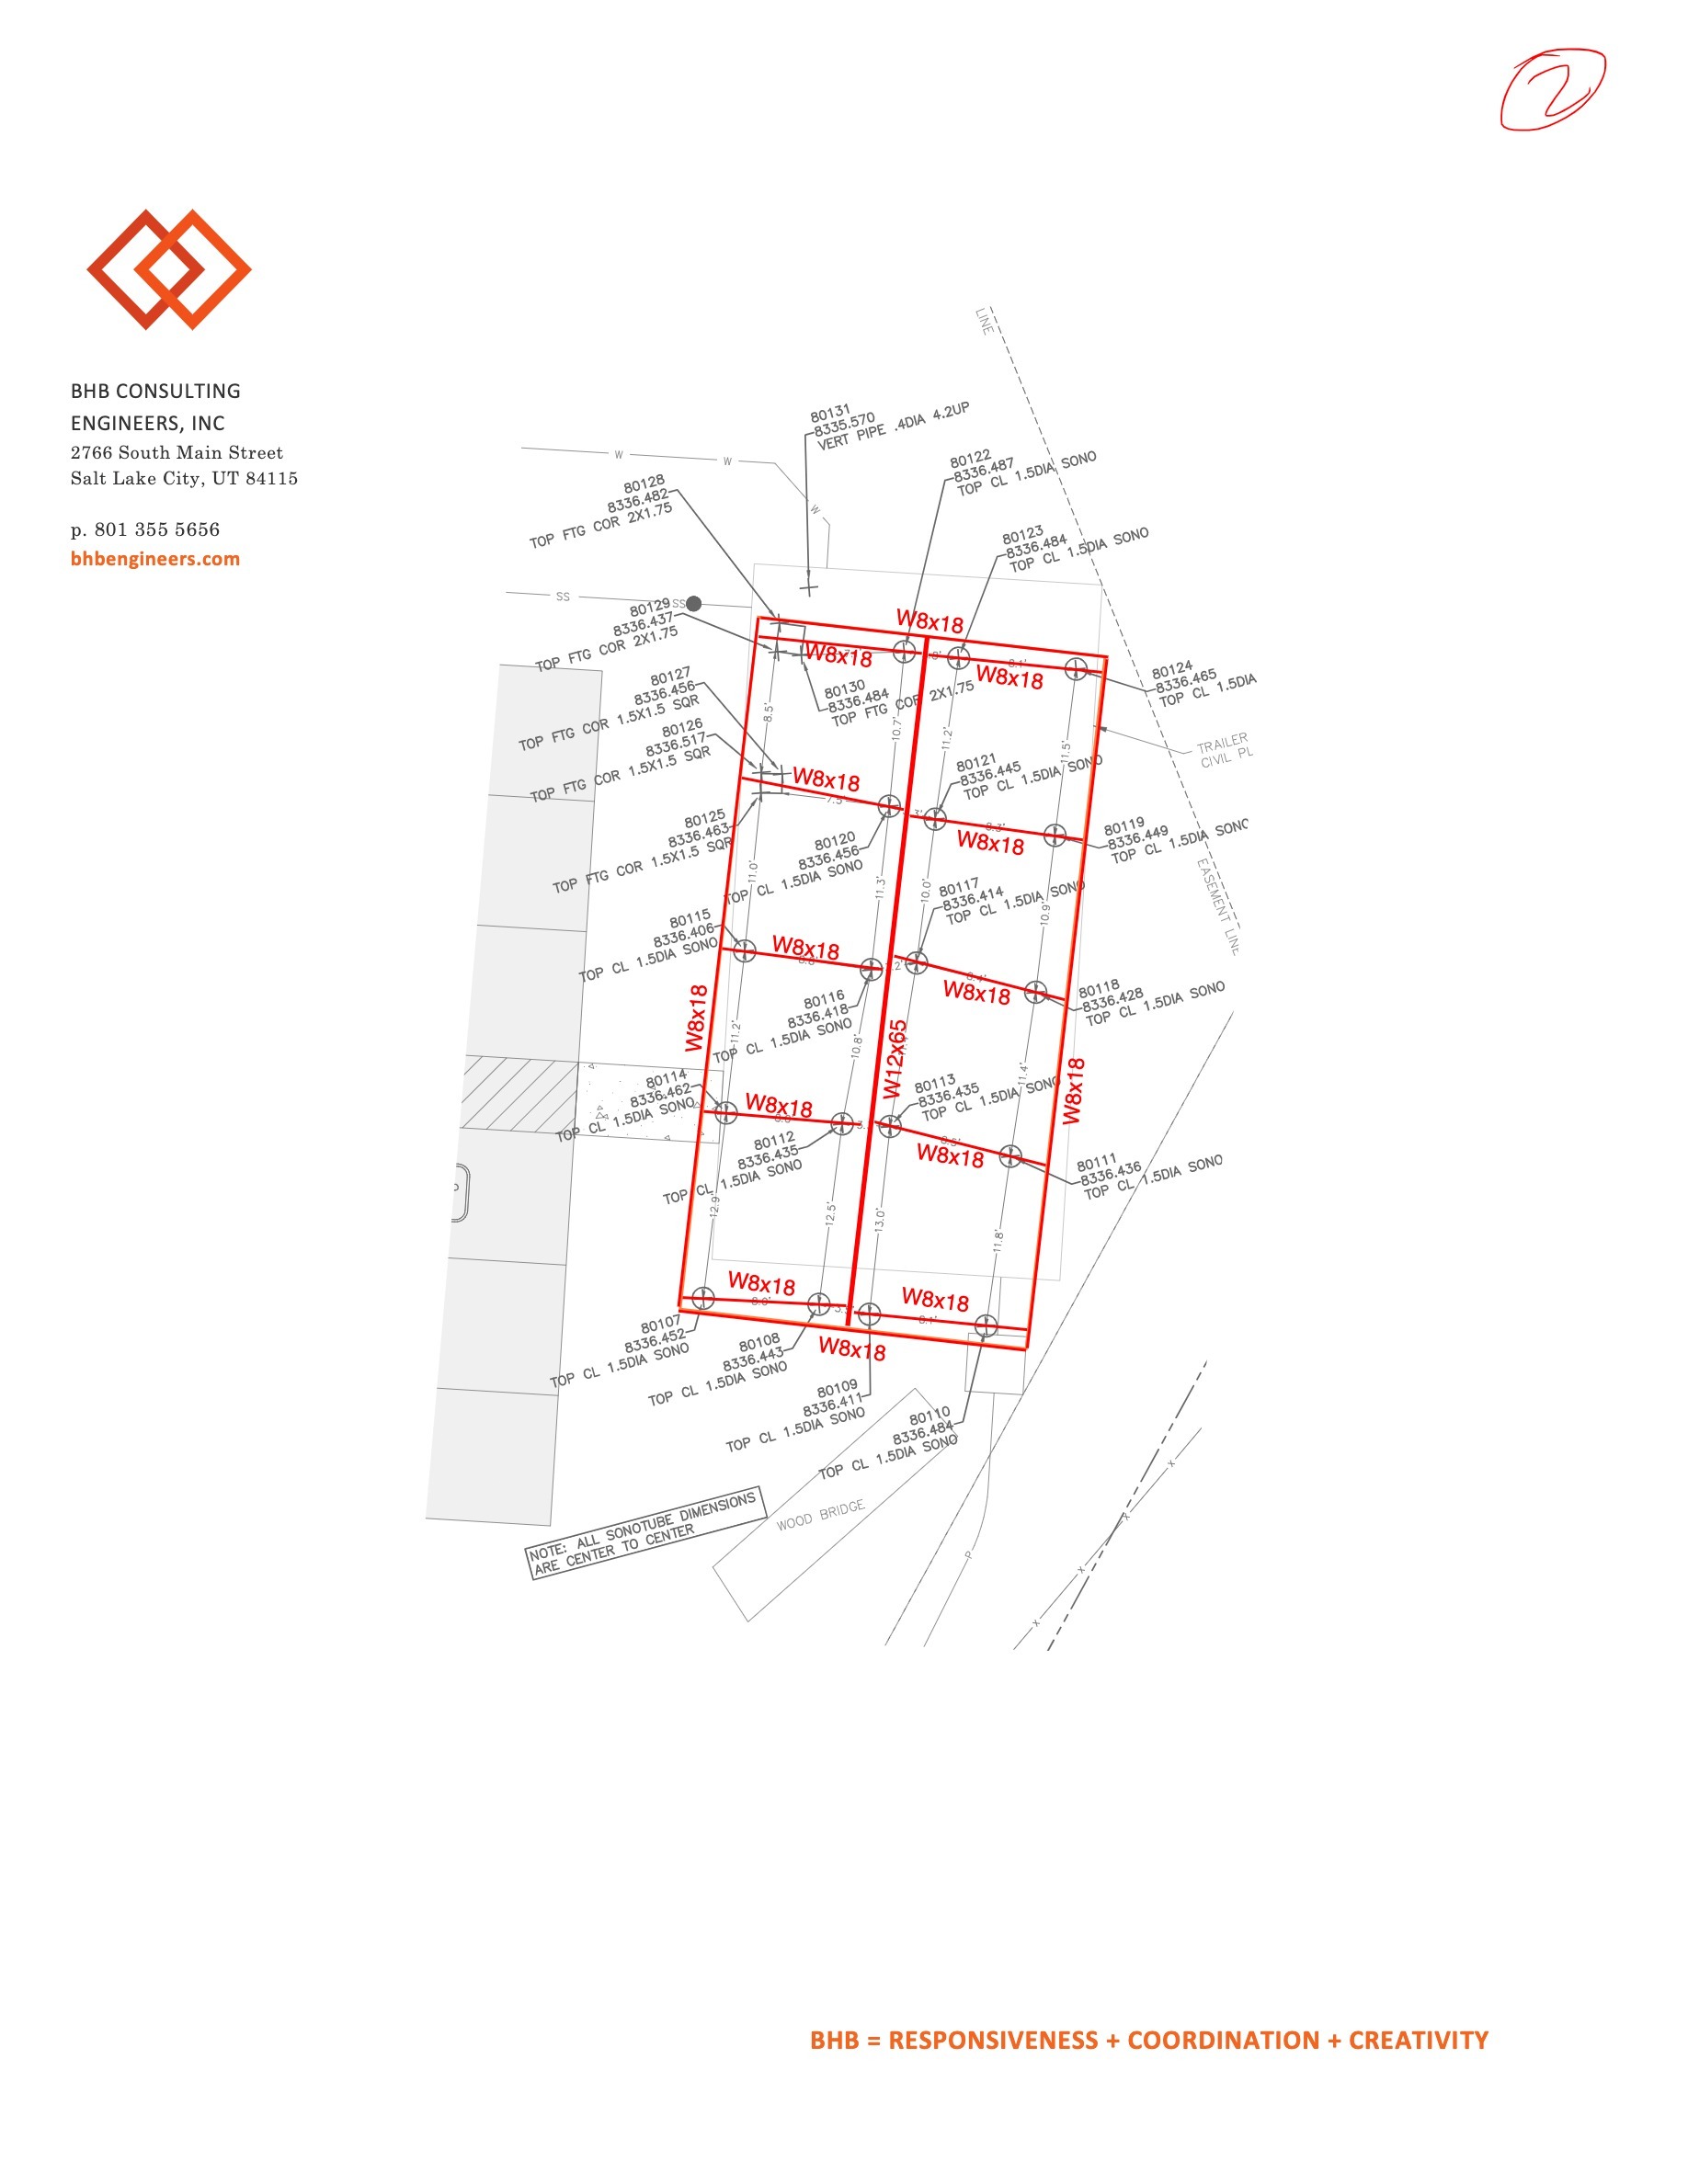 2
BHB CONSULTING
ENGINEERS, INC
2766 South Main Street
Salt Lake City, UT 84115
p. 801 355 5656
bhbengineers.com
LINE
80131
8335.570
VERT PIPE .4DIA 4.2UP
W
W
W
80122
8336.487
TOP CL 1.5DIA SONO
80128
8336.482
TOP FTG COR 2X1.75
80123
8336.484
TOP CL 1.5DIA SONO
SS
SS
80129
8336.437
TOP FTG COR 2X1.75
W8x18
W8x18
W8x18
8.1'
80124
8336.465
TOP CL 1.5DIA
80127
8336.456
TOP FTG COR 1.5X1.5 SQR
80130
8336.484
TOP FTG COR 2X1.75
8.5'
10.7'
11.2'
11.5'
TRAILER
CIVIL PL
80126
8336.517
TOP FTG COR 1.5X1.5 SQR
W8x18
7.5'
80121
8336.445
TOP CL 1.5DIA SONO
80125
8336.463
TOP FTG COR 1.5X1.5 SQR
80120
8336.456
TOP CL 1.5DIA SONO
8.3'
W8x18
80119
8336.449
TOP CL 1.5DIA SONO
11.0'
11.3'
10.0'
10.9'
80117
8336.414
TOP CL 1.5DIA SONO
EASEMENT LINE
80115
8336.406
TOP CL 1.5DIA SONO
W8x18
8.4'
W8x18
80116
8336.418
TOP CL 1.5DIA SONO
80118
8336.428
TOP CL 1.5DIA SONO
W8x18
11.2'
10.8'
W12x65
11.4'
W8x18
80114
8336.462
TOP CL 1.5DIA SONO
W8x18
80113
8336.435
TOP CL 1.5DIA SONO
80112
8336.435
TOP CL 1.5DIA SONO
W8x18
80111
8336.436
TOP CL 1.5DIA SONO
12.9'
12.5'
13.0'
11.8'
W8x18
8.0'
W8x18
8.1'
80107
8336.452
TOP CL 1.5DIA SONO
80108
8336.443
TOP CL 1.5DIA SONO
W8x18
80109
8336.411
TOP CL 1.5DIA SONO
80110
8336.484
TOP CL 1.5DIA SONO
NOTE: ALL SONOTUBE DIMENSIONS
ARE CENTER TO CENTER
WOOD BRIDGE
P
X
X
X
X
BHB = RESPONSIVENESS + COORDINATION + CREATIVITY